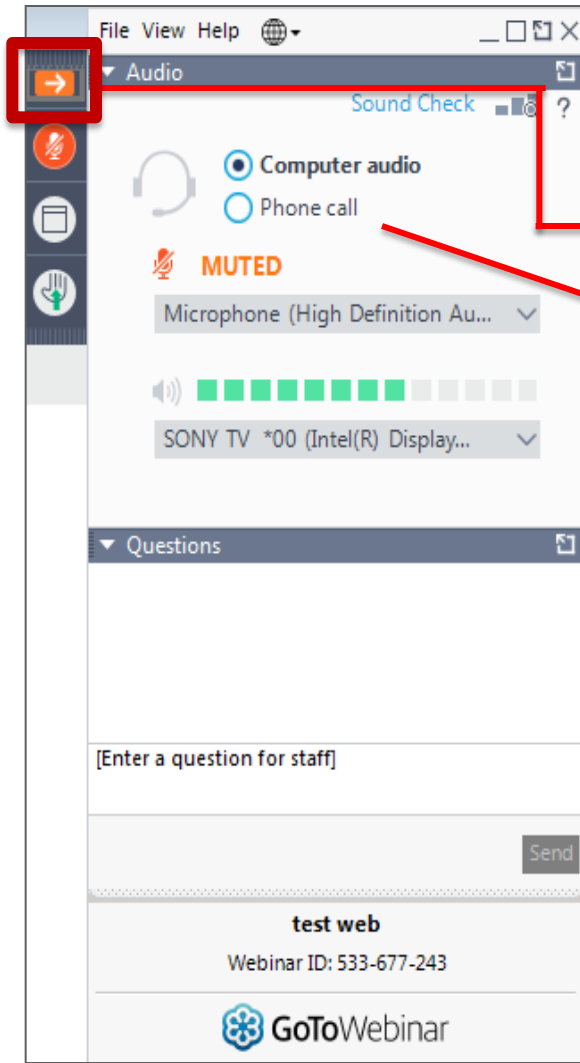 File View Help
Audio
Sound Check ?
Computer audio
Phone call
MUTED
Microphone (High Definition Au...
SONY TV *00 (Intel(R) Display...
Questions
[Enter a question for staff]
Send
test web
Webinar ID: 533-677-243
GoToWebinar